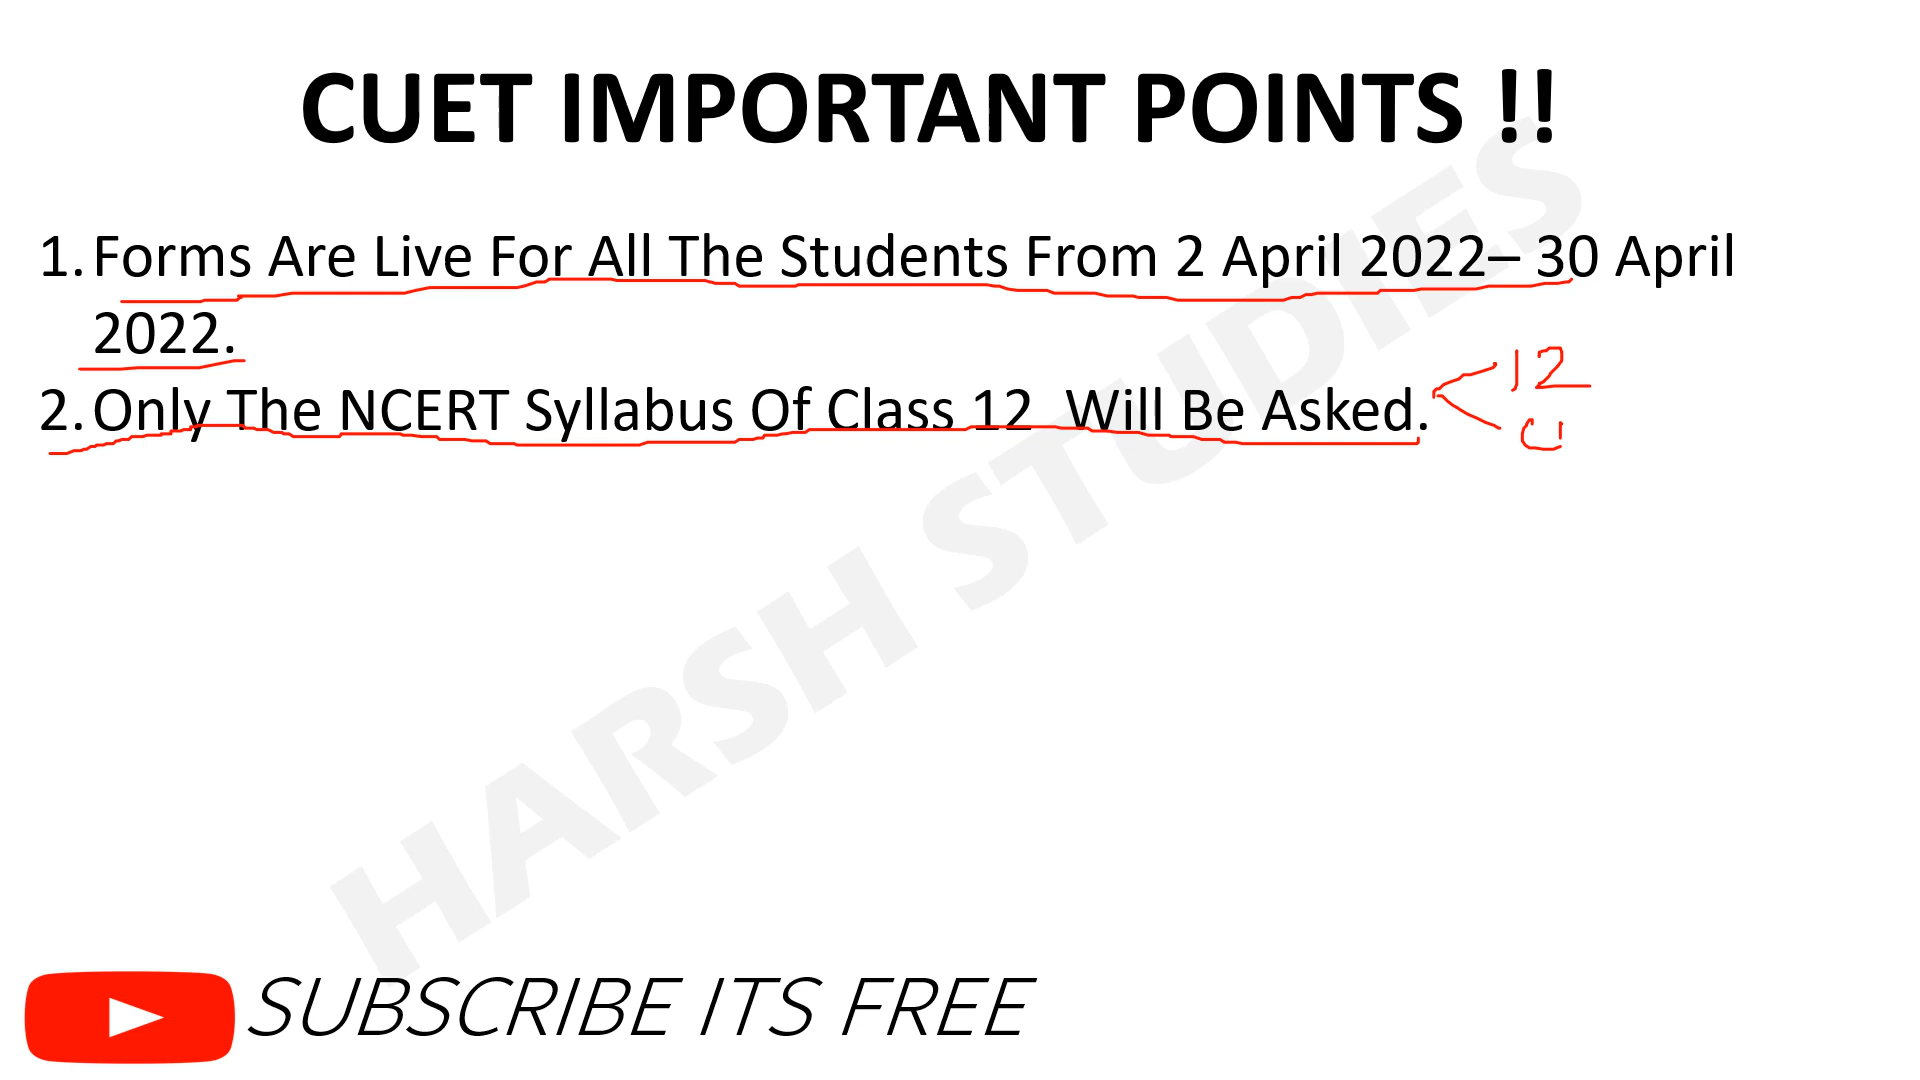 CUET IMPORTANT POINTS !!
1. Forms Are Live For All The Students From 2 April 2022– 30 April
2022.
2. Only The NCERT Syllabus Of Class 12 Will Be Asked.
12
HARSH STUDIES
SUBSCRIBE ITS FREE